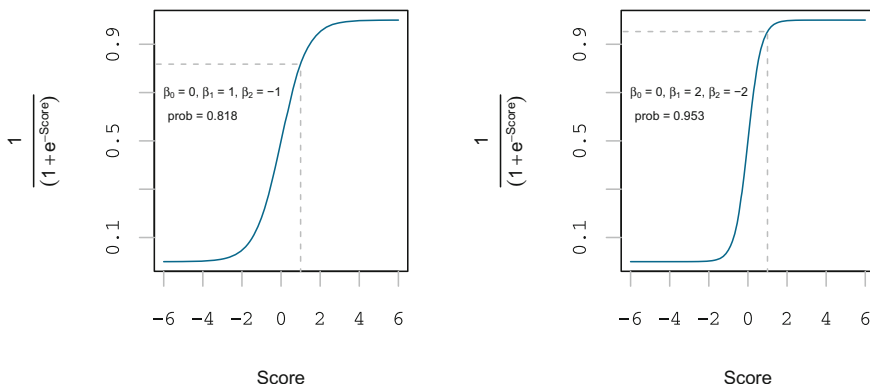 1
(1 + e^−Score)
0.9
0.5
0.1
β₀ = 0, β₁ = 1, β₂ = −1
prob = 0.818
−6 −4 −2 0 2 4 6
Score
1
(1 + e^−Score)
0.9
0.5
0.1
β₀ = 0, β₁ = 2, β₂ = −2
prob = 0.953
−6 −4 −2 0 2 4 6
Score